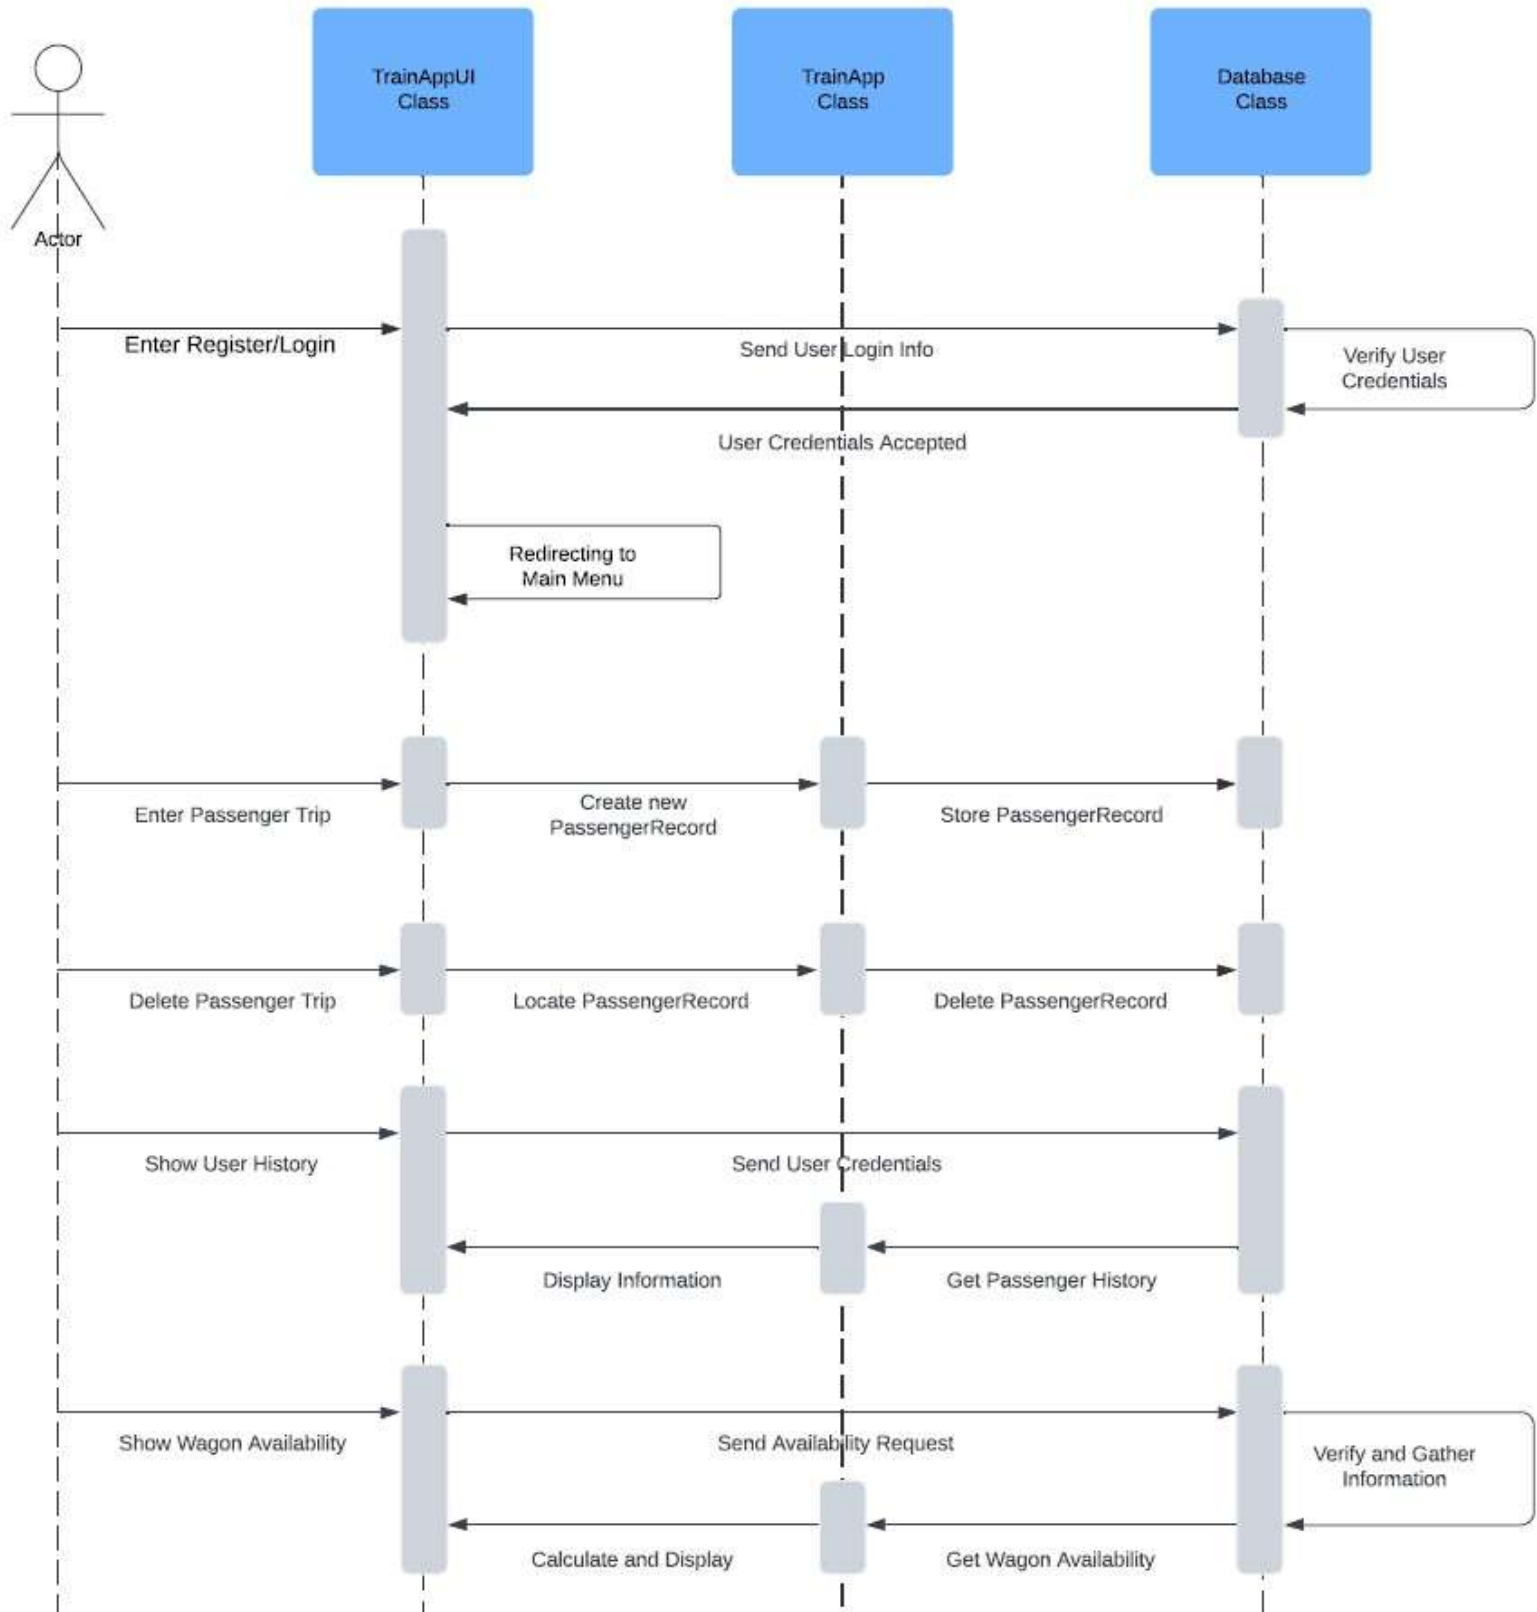 TrainAppUI
Class
TrainApp
Class
Database
Class
Actor
Enter Register/Login
Send User Login Info
Verify User
Credentials
User Credentials Accepted
Redirecting to
Main Menu
Enter Passenger Trip
Create new
PassengerRecord
Store PassengerRecord
Delete Passenger Trip
Locate PassengerRecord
Delete PassengerRecord
Show User History
Send User Credentials
Display Information
Get Passenger History
Show Wagon Availability
Send Availability Request
Verify and Gather
Information
Calculate and Display
Get Wagon Availability